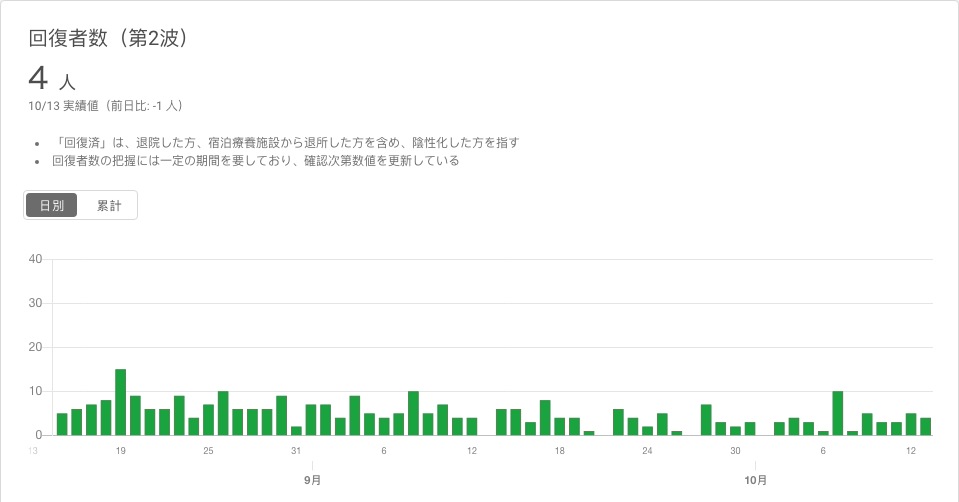 回復者数（第2波）
4 人
10/13 実績値（前日比: -1 人）
• 「回復済」は、退院した方、宿泊療養施設から退所した方を含め、陰性化した方を指す
• 回復者数の把握には一定の期間を要しており、確認次第数値を更新している
日別 累計
40
30
20
10
0
13 19 25 31 6 12 18 24 30 6 12
9月 10月